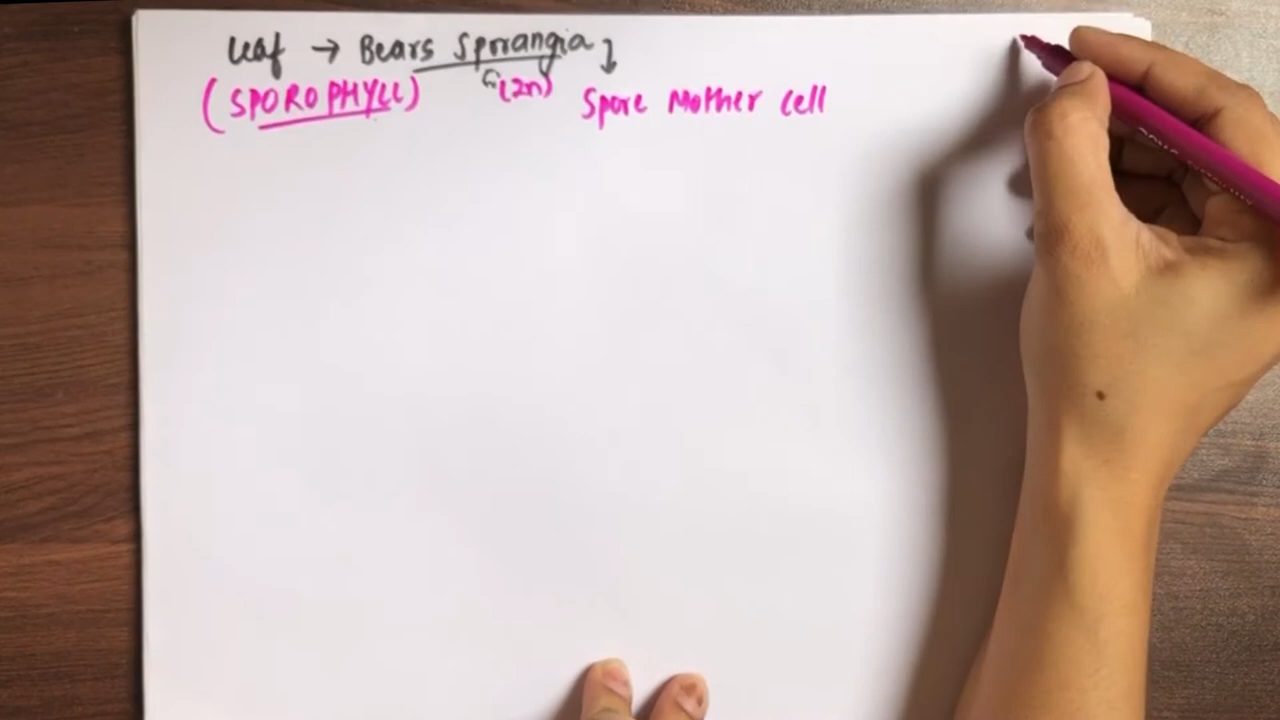 leaf → Bears Sporangia ↓
(SPOROPHYLL) (2n) Spore Mother Cell